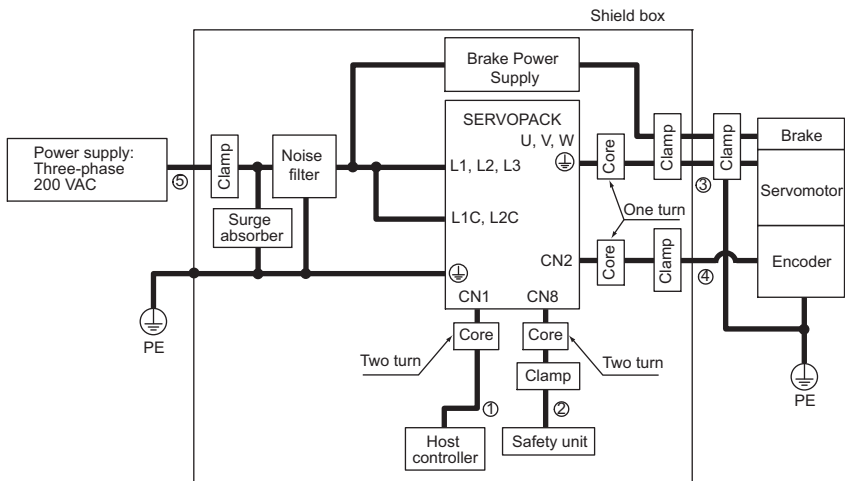 Shield box
Brake Power
Supply
SERVOPACK
U, V, W
Power supply:
Three-phase
200 VAC
⑤
Clamp
Noise
filter
L1, L2, L3
Core
Clamp
Clamp
③
Brake
Servomotor
Surge
absorber
L1C, L2C
One turn
CN2
Core
Clamp
④
Encoder
PE
CN1
CN8
Two turn
Core
Core
Two turn
Clamp
PE
①
②
Host
controller
Safety unit